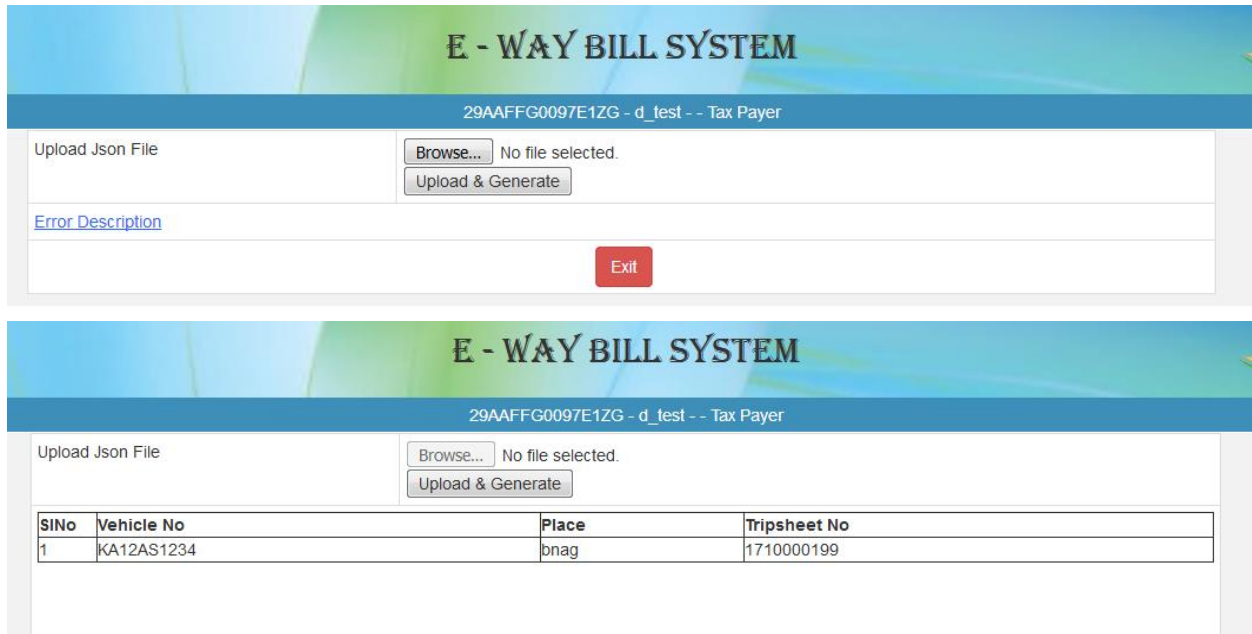 E - WAY BILL SYSTEM
29AAFFG0097E1ZG - d_test - - Tax Payer
Upload Json File
Browse... No file selected.
Upload & Generate
Error Description
Exit
E - WAY BILL SYSTEM
29AAFFG0097E1ZG - d_test - - Tax Payer
Upload Json File
Browse... No file selected.
Upload & Generate
SlNo Vehicle No Place Tripsheet No
1 KA12AS1234 bnag 1710000199